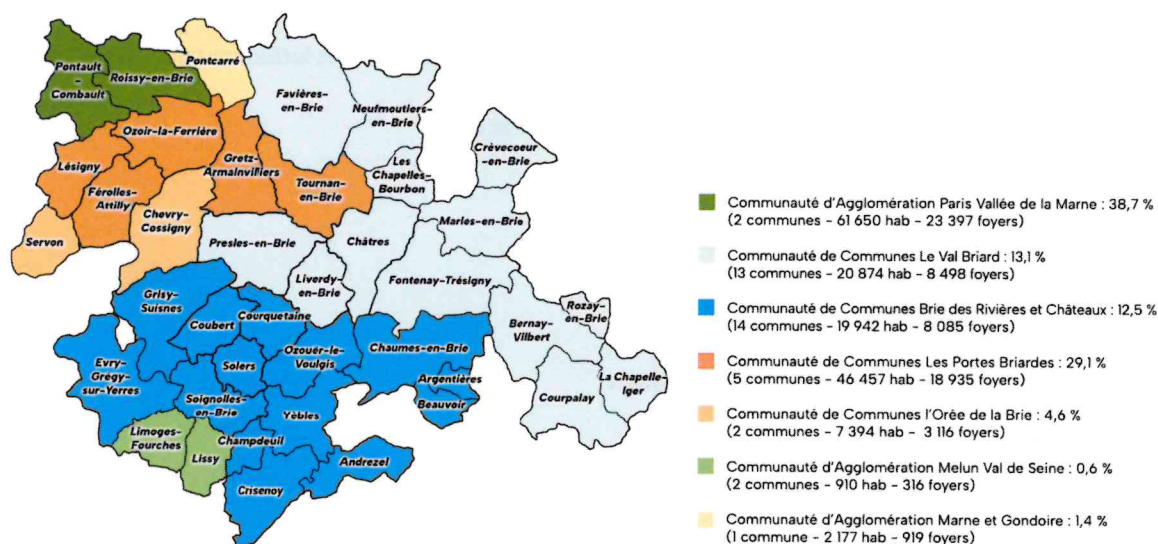 Pontault
-
Combault
Roissy-en-Brie
Pontcarré
Favières-
en-Brie
Neufmoutiers-
en-Brie
Crèvecoeur
-en-Brie
Ozoir-la-Ferrière
Lésigny
Gretz-
Armainvilliers
Les
Chapelles-
Bourbon
Férolles-
Attilly
Tournan-
en-Brie
Servon
Chevry-
Cossigny
Presles-en-Brie
Châtres
Marles-en-Brie
Liverdy-
en-Brie
Fontenay-Trésigny
Grisy-
Suisnes
Coubert
Courquetaine
Rozay-
en-Brie
Bernay-
Vilbert
Evry-
Grégy-
sur-Yerres
Solers
Ozouër-le-
Voulgis
Chaumes-en-Brie
Argentières
Beauvoir
La Chapelle-
Iger
Courpalay
Soignolles-
en-Brie
Yèbles
Limoges-
Fourches
Lissy
Champdeuil
Andrezel
Crisenoy
Communauté d'Agglomération Paris Vallée de la Marne : 38,7 %
(2 communes - 61 650 hab - 23 397 foyers)
Communauté de Communes Le Val Briard : 13,1 %
(13 communes - 20 874 hab - 8 498 foyers)
Communauté de Communes Brie des Rivières et Châteaux : 12,5 %
(14 communes - 19 942 hab - 8 085 foyers)
Communauté de Communes Les Portes Briardes : 29,1 %
(5 communes - 46 457 hab - 18 935 foyers)
Communauté de Communes l'Orée de la Brie : 4,6 %
(2 communes - 7 394 hab - 3 116 foyers)
Communauté d'Agglomération Melun Val de Seine : 0,6 %
(2 communes - 910 hab - 316 foyers)
Communauté d'Agglomération Marne et Gondoire : 1,4 %
(1 commune - 2 177 hab - 919 foyers)